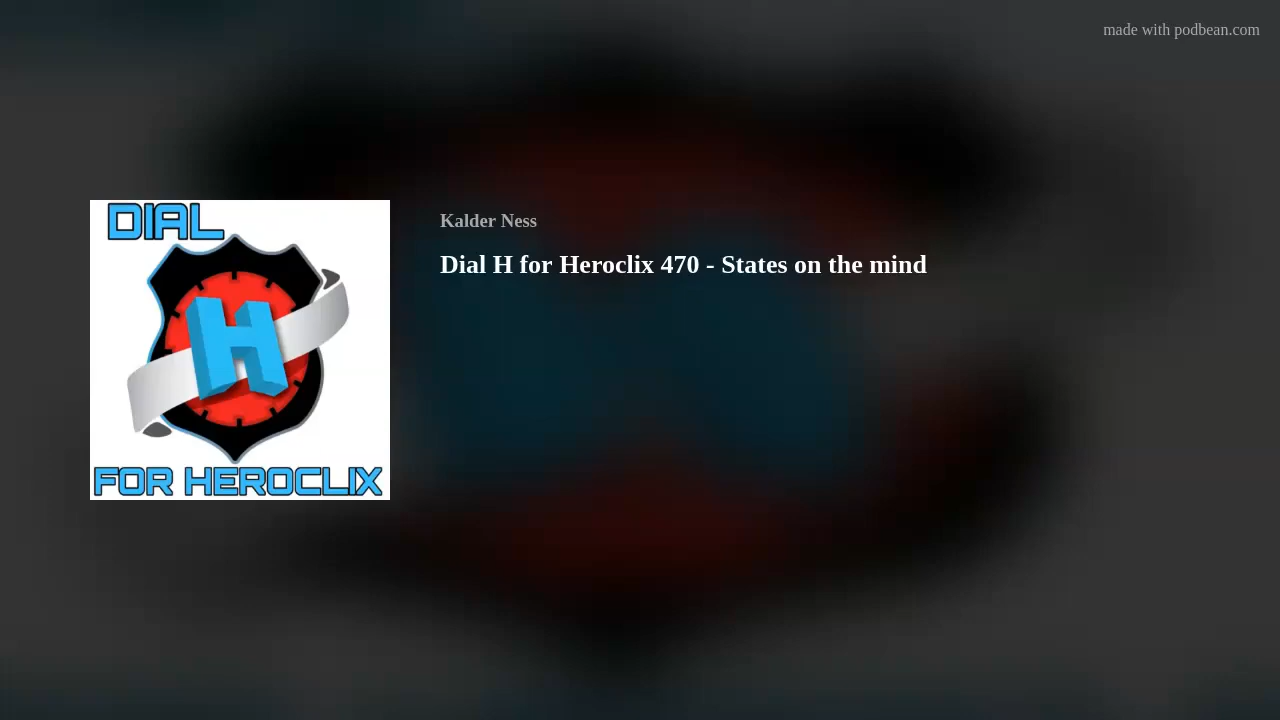 made with podbean.com
DIAL
H
FOR HEROCLIX
Kalder Ness
Dial H for Heroclix 470 - States on the mind